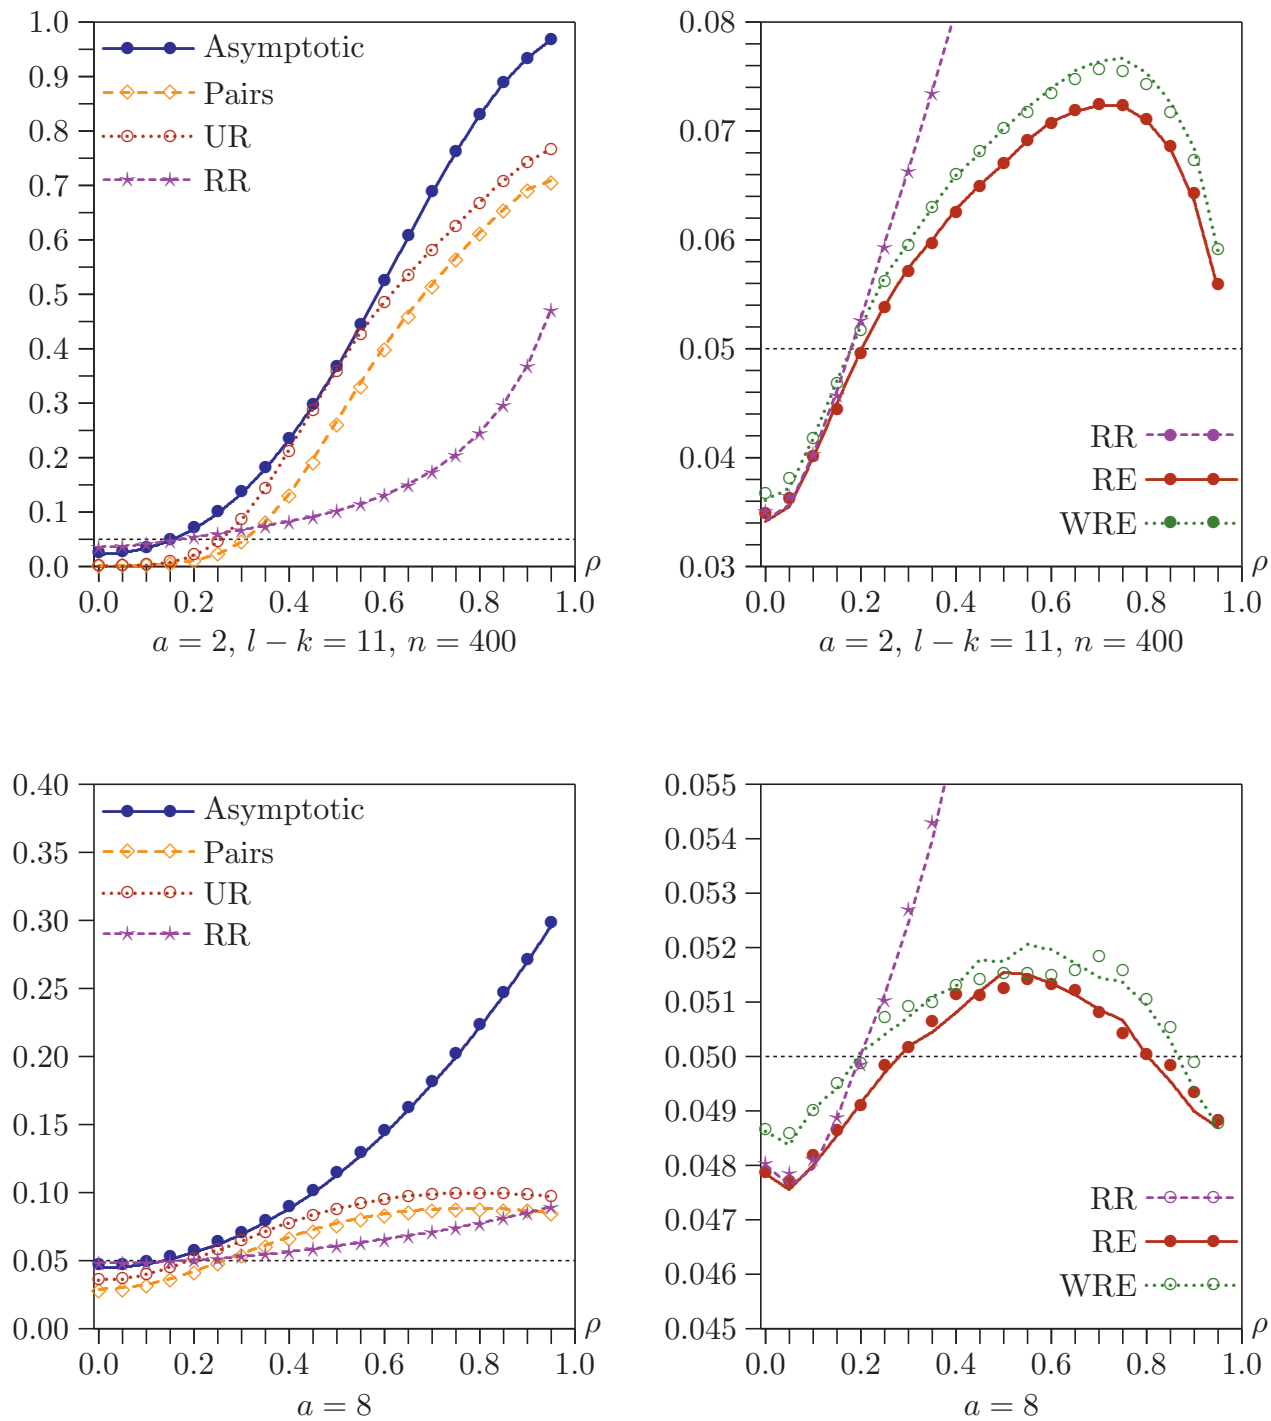 1.0
0.9
0.8
0.7
0.6
0.5
0.4
0.3
0.2
0.1
0.0
Asymptotic
Pairs
UR
RR
0.0 0.2 0.4 0.6 0.8 1.0 ρ
a = 2, l − k = 11, n = 400
0.08
0.07
0.06
0.05
0.04
0.03
RR
RE
WRE
0.0 0.2 0.4 0.6 0.8 1.0 ρ
a = 2, l − k = 11, n = 400
0.40
0.35
0.30
0.25
0.20
0.15
0.10
0.05
0.00
Asymptotic
Pairs
UR
RR
0.0 0.2 0.4 0.6 0.8 1.0 ρ
a = 8
0.055
0.054
0.053
0.052
0.051
0.050
0.049
0.048
0.047
0.046
0.045
RR
RE
WRE
0.0 0.2 0.4 0.6 0.8 1.0 ρ
a = 8